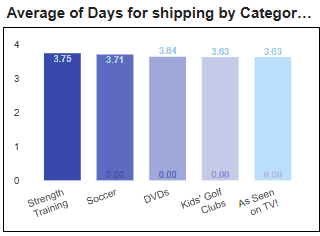 Average of Days for shipping by Categor...
4
3
2
1
0
3.75
3.71
3.64
3.63
3.63
0.00
0.00
0.00
0.00
Strength
Training
Soccer
DVDs
Kids' Golf
Clubs
As Seen
on TV!